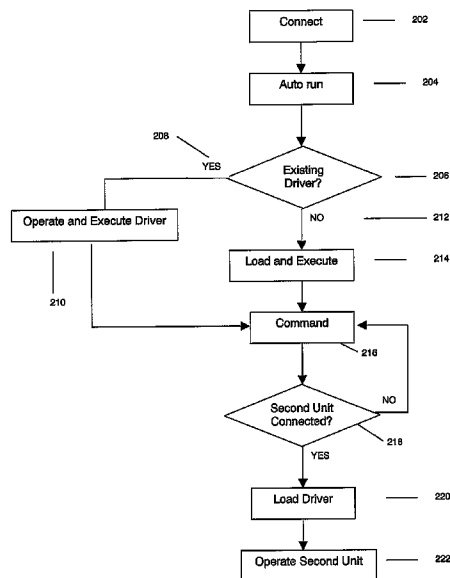 Connect
202
Auto run
204
208
YES
Existing
Driver?
206
NO
212
Operate and Execute Driver
210
Load and Execute
214
Command
216
NO
Second Unit
Connected?
218
YES
Load Driver
220
Operate Second Unit
222